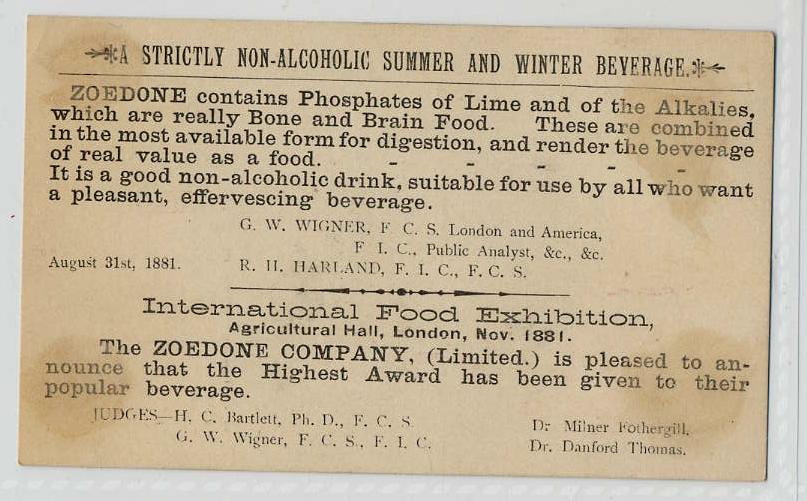 A STRICTLY NON-ALCOHOLIC SUMMER AND WINTER BEVERAGE.
ZOEDONE contains Phosphates of Lime and of the Alkalies,
which are really Bone and Brain Food. These are combined
in the most available form for digestion, and render the beverage
of real value as a food. - - - - -
It is a good non-alcoholic drink, suitable for use by all who want
a pleasant, effervescing beverage.
G. W. WIGNER, F C. S. London and America,
F I. C., Public Analyst, &c., &c.
August 31st, 1881. R. H. HARLAND, F. I. C., F. C. S.
International Food Exhibition,
Agricultural Hall, London, Nov. 1881.
The ZOEDONE COMPANY, (Limited.) is pleased to an-
nounce that the Highest Award has been given to their
popular beverage.
JUDGES—H. C. Bartlett, Ph. D., F. C. S. Dr Milner Fothergill.
G. W. Wigner, F. C. S., F. I. C. Dr. Danford Thomas.